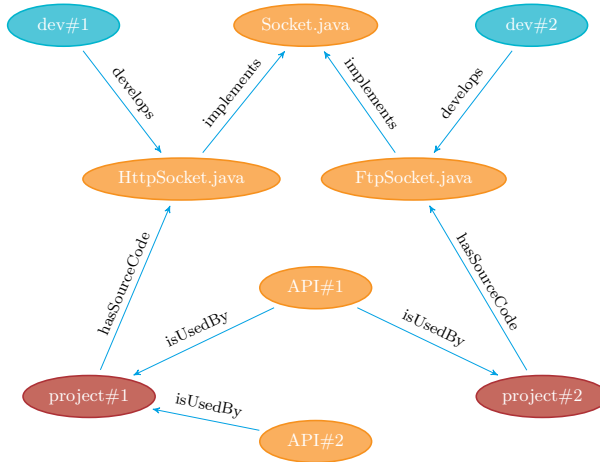 dev#1
Socket.java
dev#2
develops
implements
implements
develops
HttpSocket.java
FtpSocket.java
hasSourceCode
hasSourceCode
API#1
isUsedBy
isUsedBy
project#1
project#2
isUsedBy
API#2